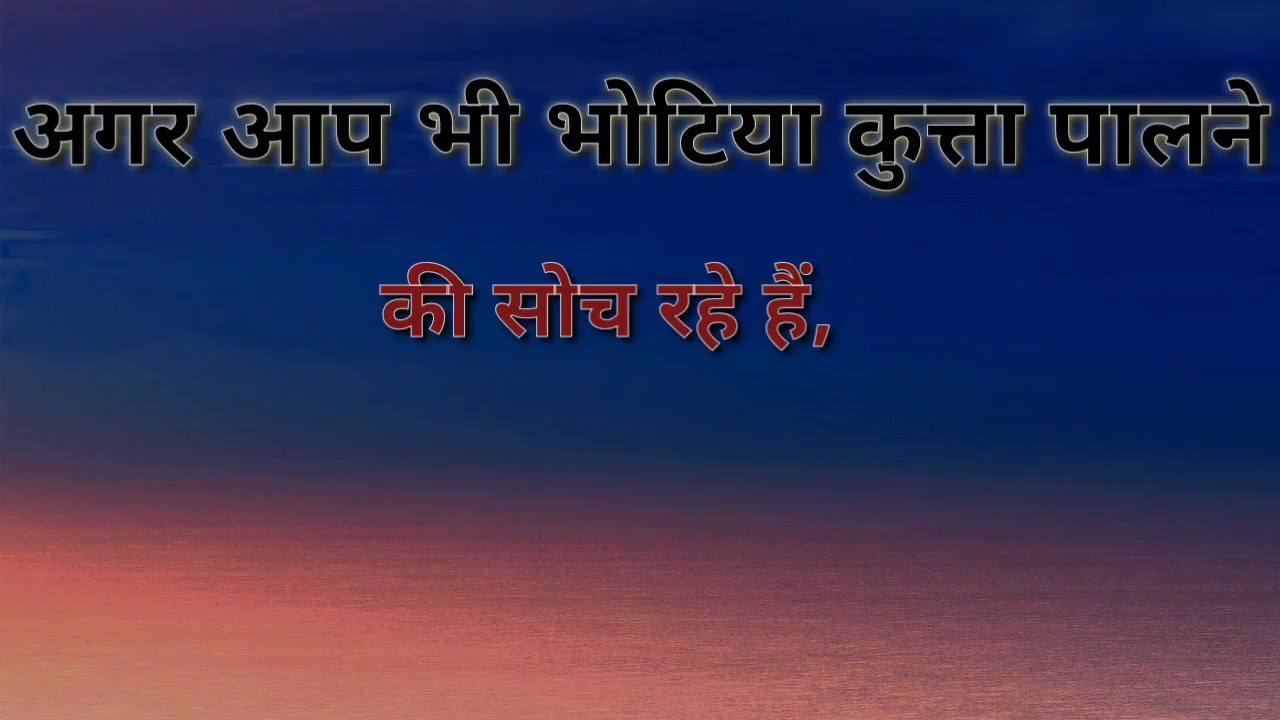 अगर आप भी भोटिया कुत्ता पालने
की सोच रहे हैं,